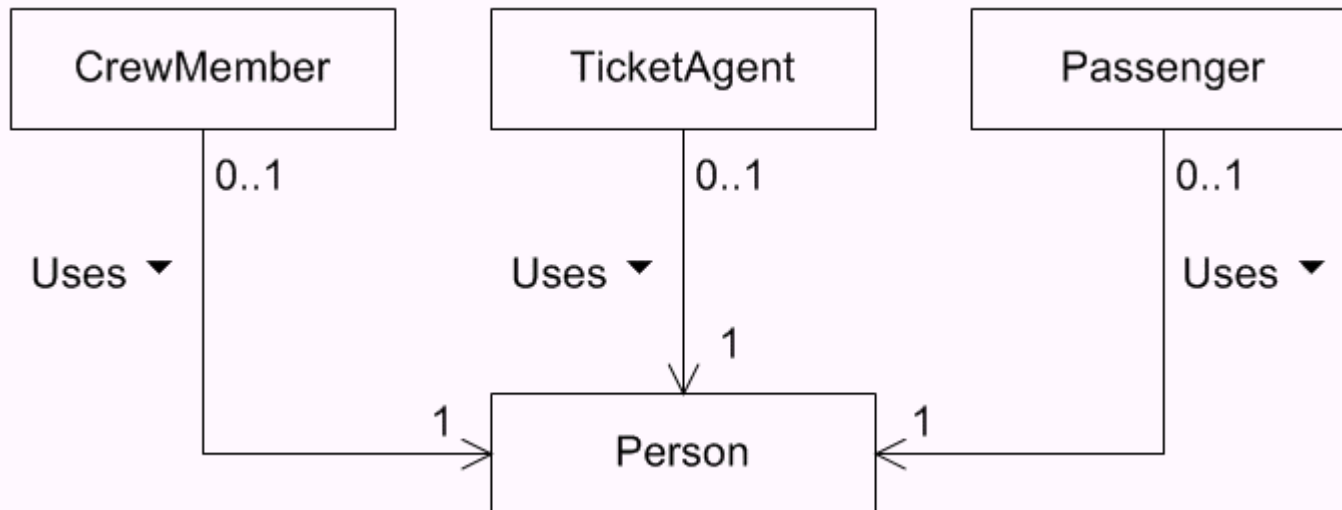 CrewMember
TicketAgent
Passenger
0..1
0..1
0..1
Uses
Uses
Uses
1
1
1
Person